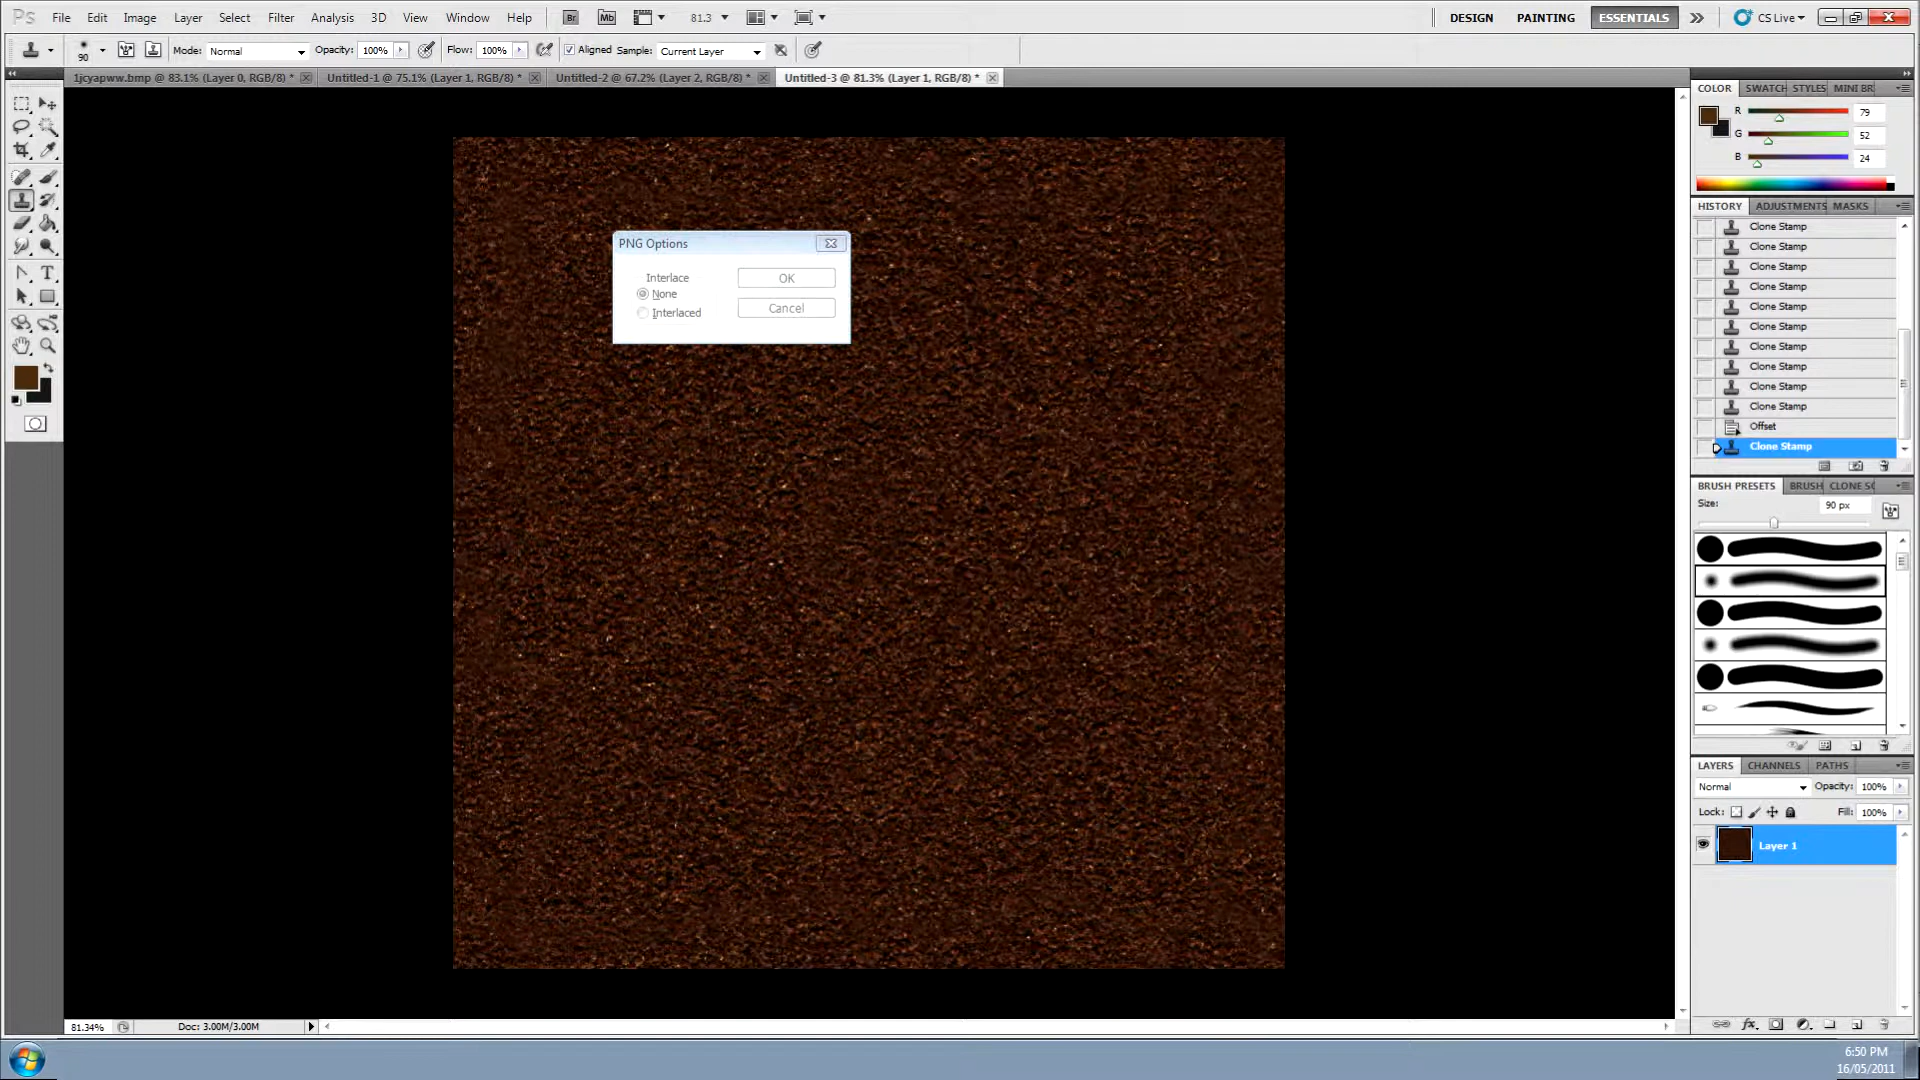 Ps File Edit Image Layer Select Filter Analysis 3D View Window Help Br Mb 81.3 DESIGN PAINTING ESSENTIALS CS Live
90 Mode: Normal Opacity: 100% Flow: 100% Aligned Sample: Current Layer
1jcyapww.bmp @ 83.1% (Layer 0, RGB/8) * Untitled-1 @ 75.1% (Layer 1, RGB/8) * Untitled-2 @ 67.2% (Layer 2, RGB/8) * Untitled-3 @ 81.3% (Layer 1, RGB/8) *
COLOR SWATCH STYLES MINI BR
R 79
G 52
B 24
HISTORY ADJUSTMENTS MASKS
Clone Stamp
Clone Stamp
Clone Stamp
Clone Stamp
Clone Stamp
Clone Stamp
Clone Stamp
Clone Stamp
Clone Stamp
Clone Stamp
Offset
Clone Stamp
PNG Options
Interlace
None
Interlaced
OK
Cancel
BRUSH PRESETS BRUSH CLONE SO
Size: 90 px
LAYERS CHANNELS PATHS
Normal Opacity: 100%
Lock: Fill: 100%
Layer 1
81.34% Doc: 3.00M/3.00M
6:50 PM
16/05/2011